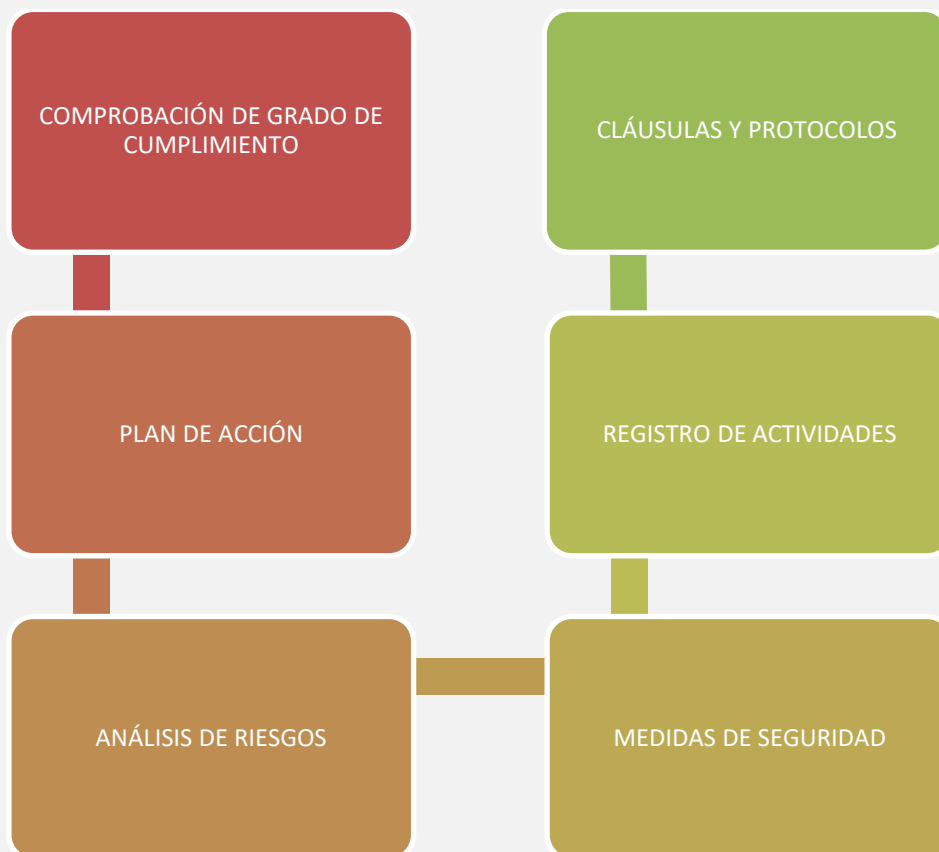 COMPROBACIÓN DE GRADO DE
CUMPLIMIENTO
PLAN DE ACCIÓN
ANÁLISIS DE RIESGOS
MEDIDAS DE SEGURIDAD
REGISTRO DE ACTIVIDADES
CLÁUSULAS Y PROTOCOLOS